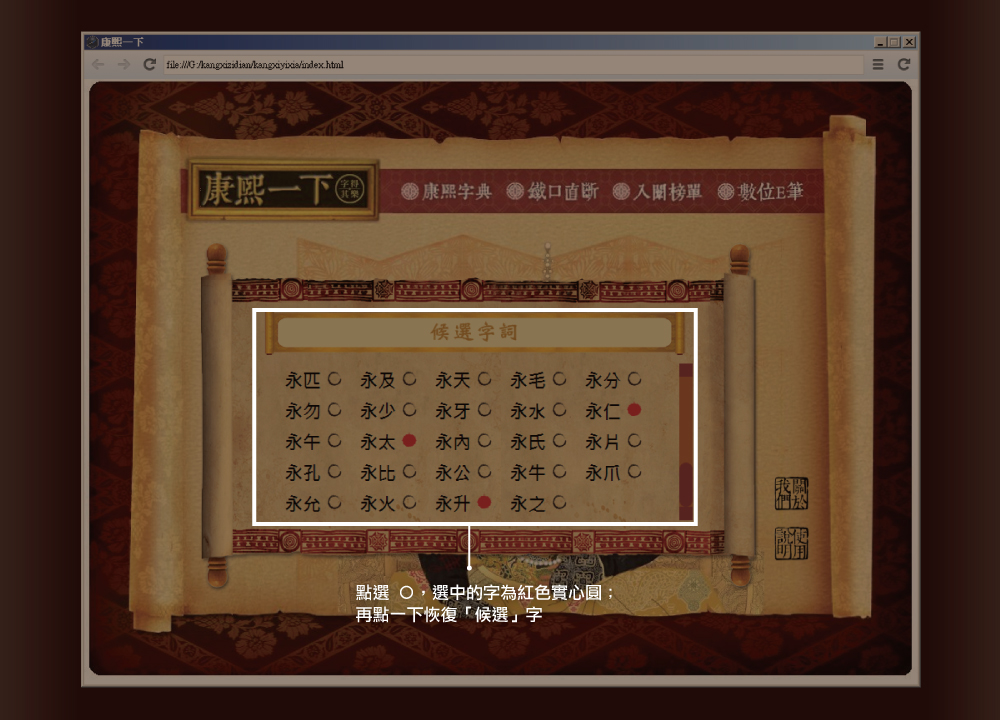 康熙一下
file:///G:/kangxizidian/kangxiyixia/index.html
康熙一下 字得其樂
康熙字典 鐵口直斷 入闈榜單 數位E筆
候選字詞
永匹 永及 永天 永毛 永分
永勿 永少 永牙 永水 永仁
永午 永太 永內 永氏 永片
永孔 永比 永公 永牛 永爪
永允 永火 永升 永之
關於我們
使用說明
點選 ○,選中的字為紅色實心圓;
再點一下恢復「候選」字